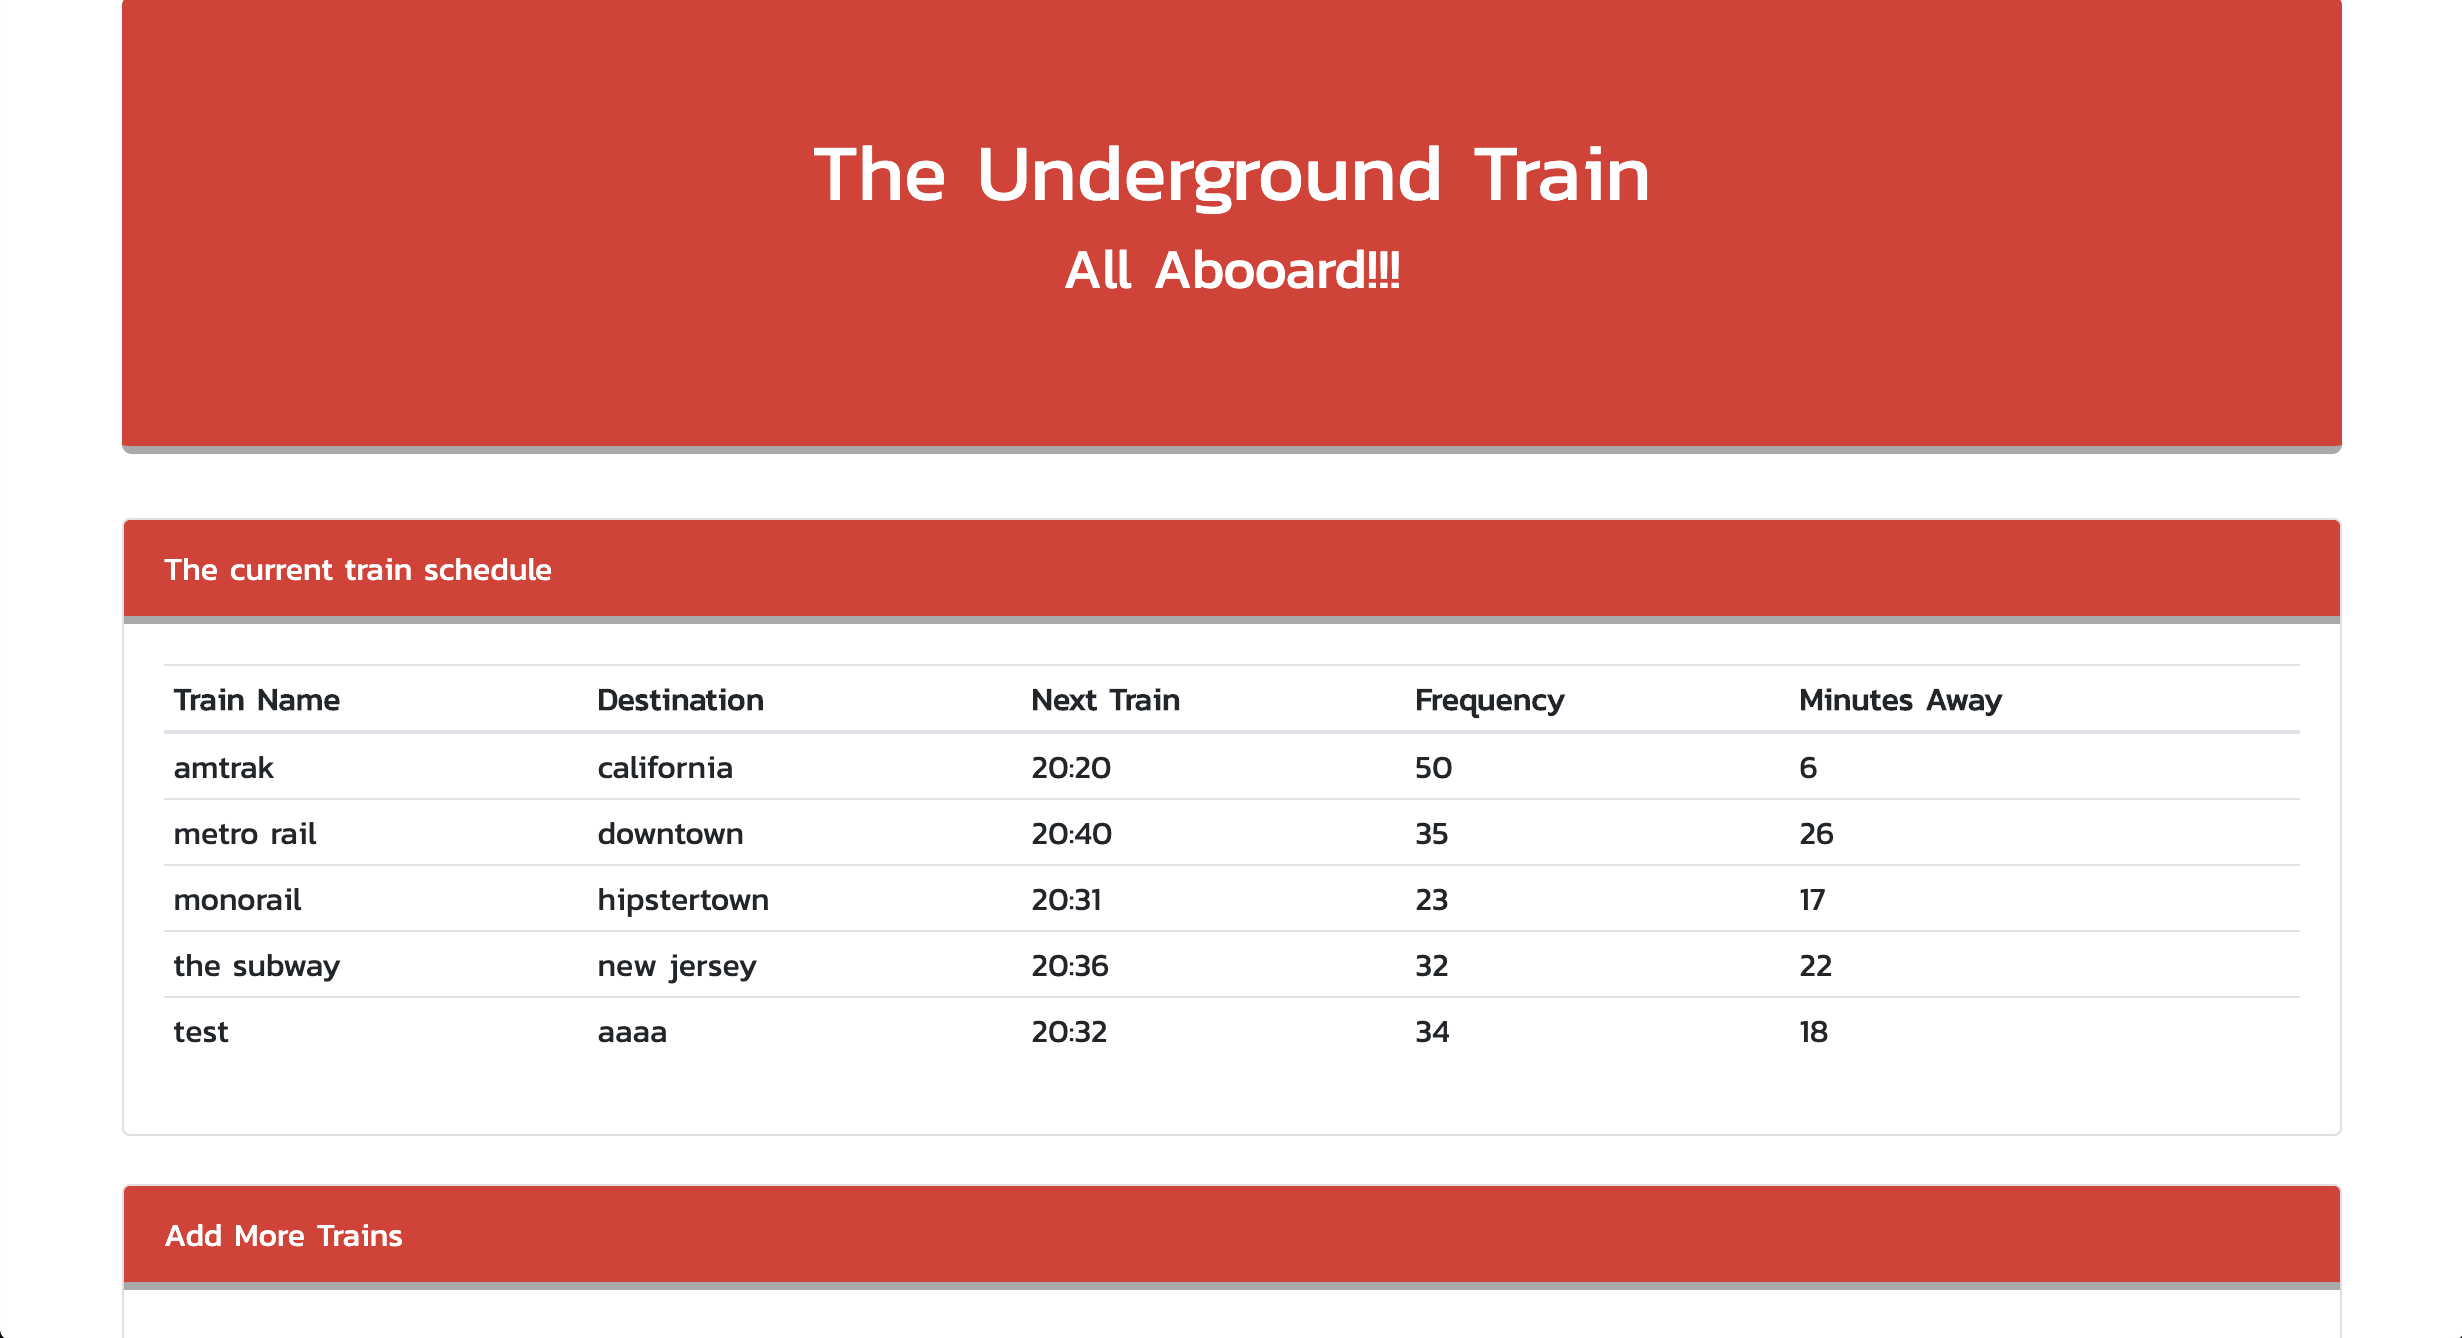 The Underground Train
All Abooard!!!
The current train schedule
Train Name Destination Next Train Frequency Minutes Away
amtrak california 20:20 50 6
metro rail downtown 20:40 35 26
monorail hipstertown 20:31 23 17
the subway new jersey 20:36 32 22
test aaaa 20:32 34 18
Add More Trains